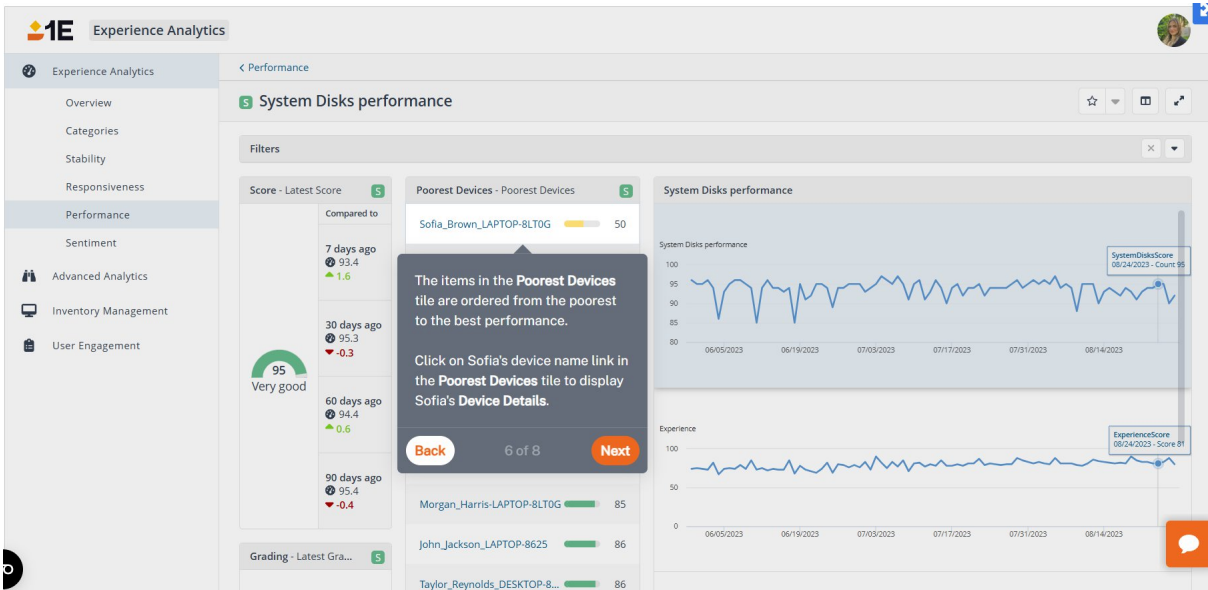 1E
Experience Analytics
Experience Analytics
Overview
Categories
Stability
Responsiveness
Performance
Sentiment
Advanced Analytics
Inventory Management
User Engagement
< Performance
S System Disks performance
Filters
Score - Latest Score S
Compared to
7 days ago
93.4
1.6
30 days ago
95.3
-0.3
95
Very good
60 days ago
94.4
0.6
90 days ago
95.4
-0.4
Grading - Latest Gra... S
Poorest Devices - Poorest Devices S
Sofia_Brown_LAPTOP-8LT0G 50
The items in the Poorest Devices
tile are ordered from the poorest
to the best performance.
Click on Sofia's device name link in
the Poorest Devices tile to display
Sofia's Device Details.
Back 6 of 8 Next
Morgan_Harris-LAPTOP-8LT0G 85
John_Jackson_LAPTOP-8625 86
Taylor_Reynolds_DESKTOP-8... 86
System Disks performance
System Disks performance
SystemDisksScore
08/24/2023 - Count 95
100
95
90
85
80
06/05/2023 06/19/2023 07/03/2023 07/17/2023 07/31/2023 08/14/2023
Experience
ExperienceScore
08/24/2023 - Score 81
100
50
0
06/05/2023 06/19/2023 07/03/2023 07/17/2023 07/31/2023 08/14/2023